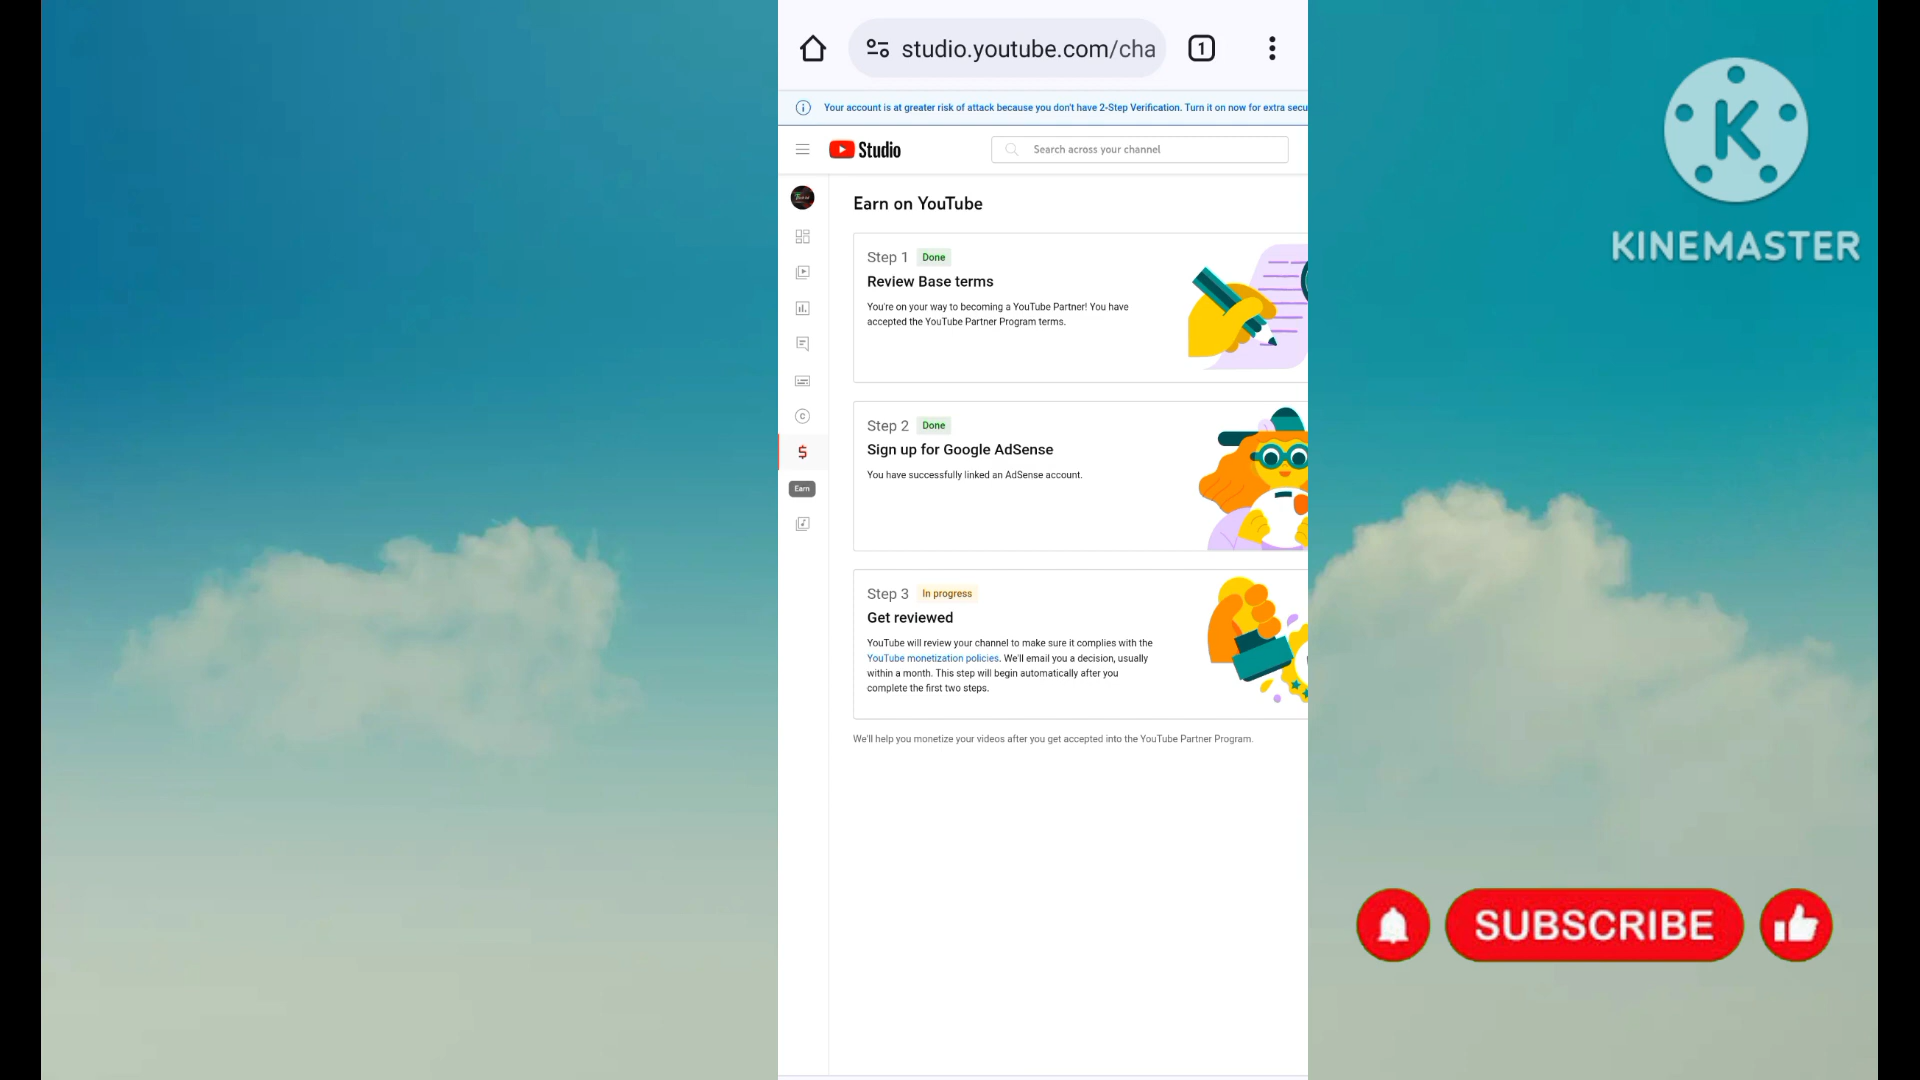 studio.youtube.com/cha
1
Your account is at greater risk of attack because you don't have 2-Step Verification. Turn it on now for extra secu
Studio
Search across your channel
Earn on YouTube
Step 1 Done
Review Base terms
You're on your way to becoming a YouTube Partner! You have
accepted the YouTube Partner Program terms.
Step 2 Done
Sign up for Google AdSense
You have successfully linked an AdSense account.
Earn
Step 3 In progress
Get reviewed
YouTube will review your channel to make sure it complies with the
YouTube monetization policies. We'll email you a decision, usually
within a month. This step will begin automatically after you
complete the first two steps.
We'll help you monetize your videos after you get accepted into the YouTube Partner Program.
K
KINEMASTER
SUBSCRIBE